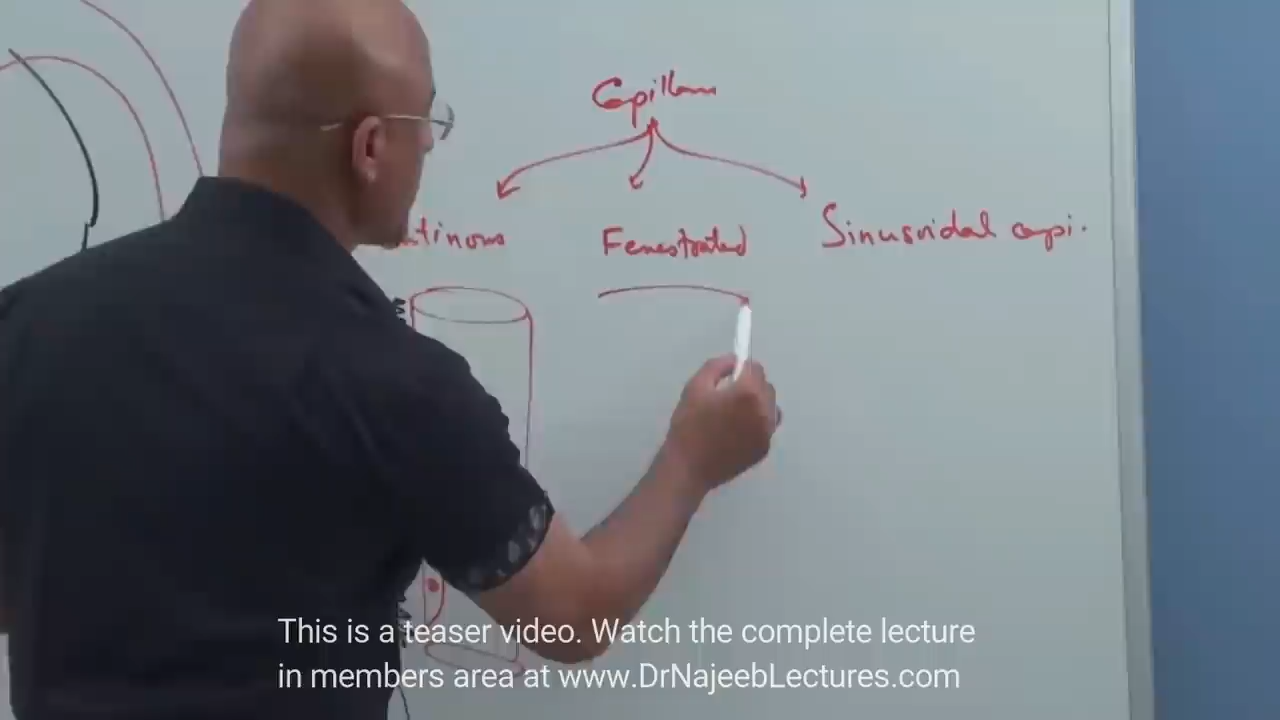 Capillary
ntinous Fenestrated Sinusoidal capi.
This is a teaser video. Watch the complete lecture
in members area at www.DrNajeebLectures.com